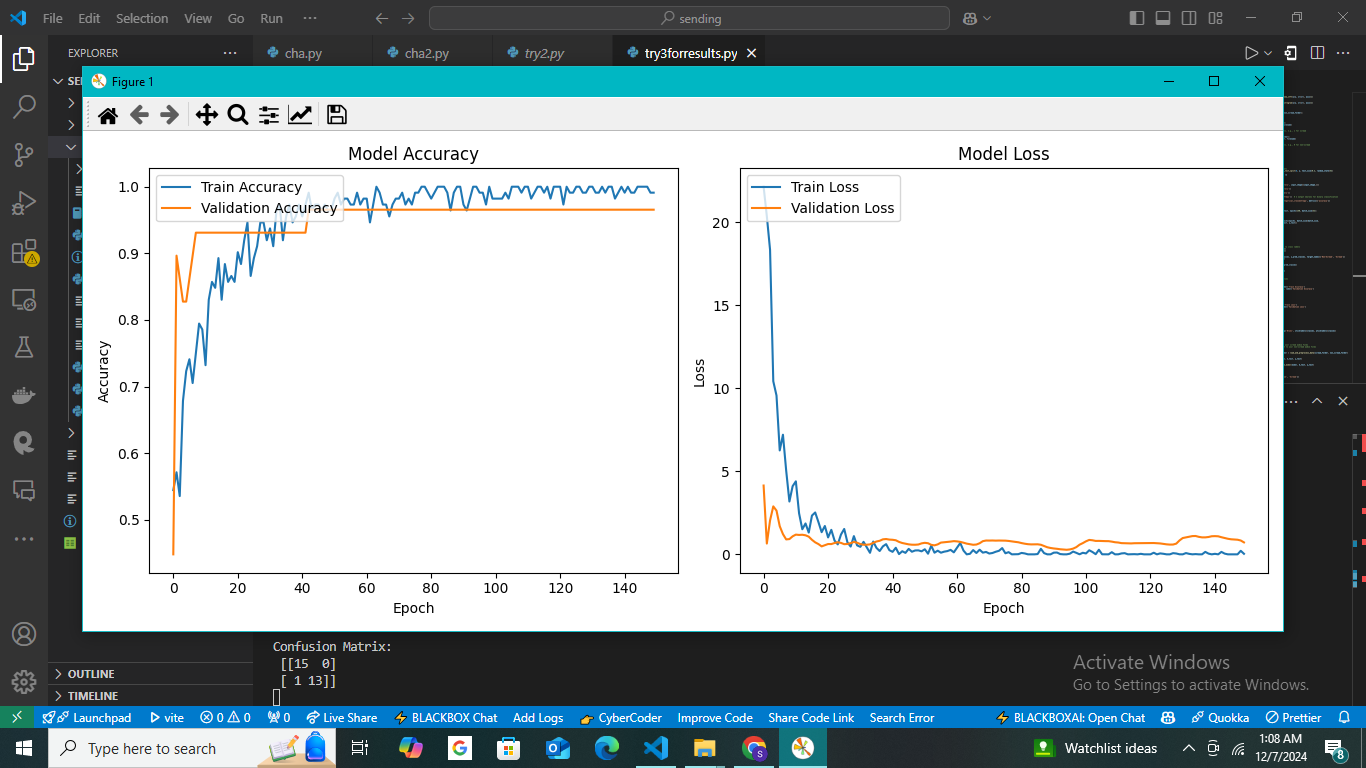 File Edit Selection View Go Run ··· sending
EXPLORER ···
cha.py cha2.py try2.py try3forresults.py
Figure 1
Model Accuracy
Train Accuracy
Validation Accuracy
1.0
0.9
0.8
0.7
0.6
0.5
Accuracy
0 20 40 60 80 100 120 140
Epoch
Model Loss
Train Loss
Validation Loss
20
15
10
5
0
Loss
0 20 40 60 80 100 120 140
Epoch
Confusion Matrix:
[[15 0]
[ 1 13]]
OUTLINE
TIMELINE
Activate Windows
Go to Settings to activate Windows.
Launchpad vite 0 0 0 Live Share BLACKBOX Chat Add Logs CyberCoder Improve Code Share Code Link Search Error BLACKBOXAI: Open Chat Quokka Prettier
Type here to search
Watchlist ideas
1:08 AM
12/7/2024
8